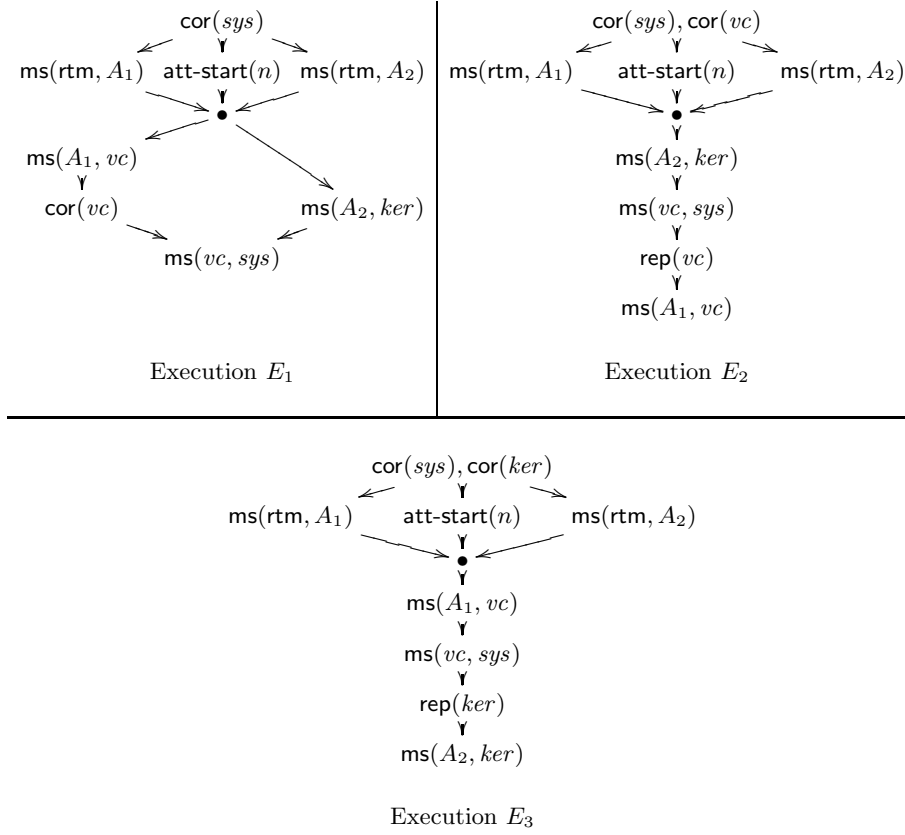 cor(sys) cor(sys), cor(vc)
ms(rtm, A₁) att-start(n) ms(rtm, A₂) ms(rtm, A₁) att-start(n) ms(rtm, A₂)
•
•
ms(A₁, vc)
cor(vc) ms(A₂, ker)
ms(vc, sys)
Execution E₁
ms(A₂, ker)
ms(vc, sys)
rep(vc)
ms(A₁, vc)
Execution E₂
cor(sys), cor(ker)
ms(rtm, A₁) att-start(n) ms(rtm, A₂)
•
ms(A₁, vc)
ms(vc, sys)
rep(ker)
ms(A₂, ker)
Execution E₃